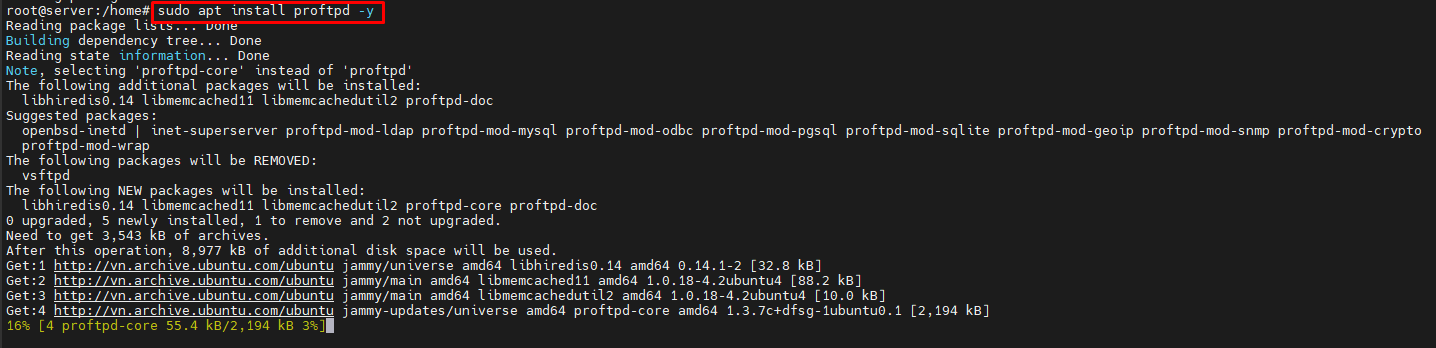 root@server:/home# sudo apt install proftpd -y
Reading package lists... Done
Building dependency tree... Done
Reading state information... Done
Note, selecting 'proftpd-core' instead of 'proftpd'
The following additional packages will be installed:
  libhiredis0.14 libmemcached11 libmemcachedutil2 proftpd-doc
Suggested packages:
  openbsd-inetd | inet-superserver proftpd-mod-ldap proftpd-mod-mysql proftpd-mod-odbc proftpd-mod-pgsql proftpd-mod-sqlite proftpd-mod-geoip proftpd-mod-snmp proftpd-mod-crypto
  proftpd-mod-wrap
The following packages will be REMOVED:
  vsftpd
The following NEW packages will be installed:
  libhiredis0.14 libmemcached11 libmemcachedutil2 proftpd-core proftpd-doc
0 upgraded, 5 newly installed, 1 to remove and 2 not upgraded.
Need to get 3,543 kB of archives.
After this operation, 8,977 kB of additional disk space will be used.
Get:1 http://vn.archive.ubuntu.com/ubuntu jammy/universe amd64 libhiredis0.14 amd64 0.14.1-2 [32.8 kB]
Get:2 http://vn.archive.ubuntu.com/ubuntu jammy/main amd64 libmemcached11 amd64 1.0.18-4.2ubuntu4 [88.2 kB]
Get:3 http://vn.archive.ubuntu.com/ubuntu jammy/main amd64 libmemcachedutil2 amd64 1.0.18-4.2ubuntu4 [10.0 kB]
Get:4 http://vn.archive.ubuntu.com/ubuntu jammy-updates/universe amd64 proftpd-core amd64 1.3.7c+dfsg-1ubuntu0.1 [2,194 kB]
16% [4 proftpd-core 55.4 kB/2,194 kB 3%]